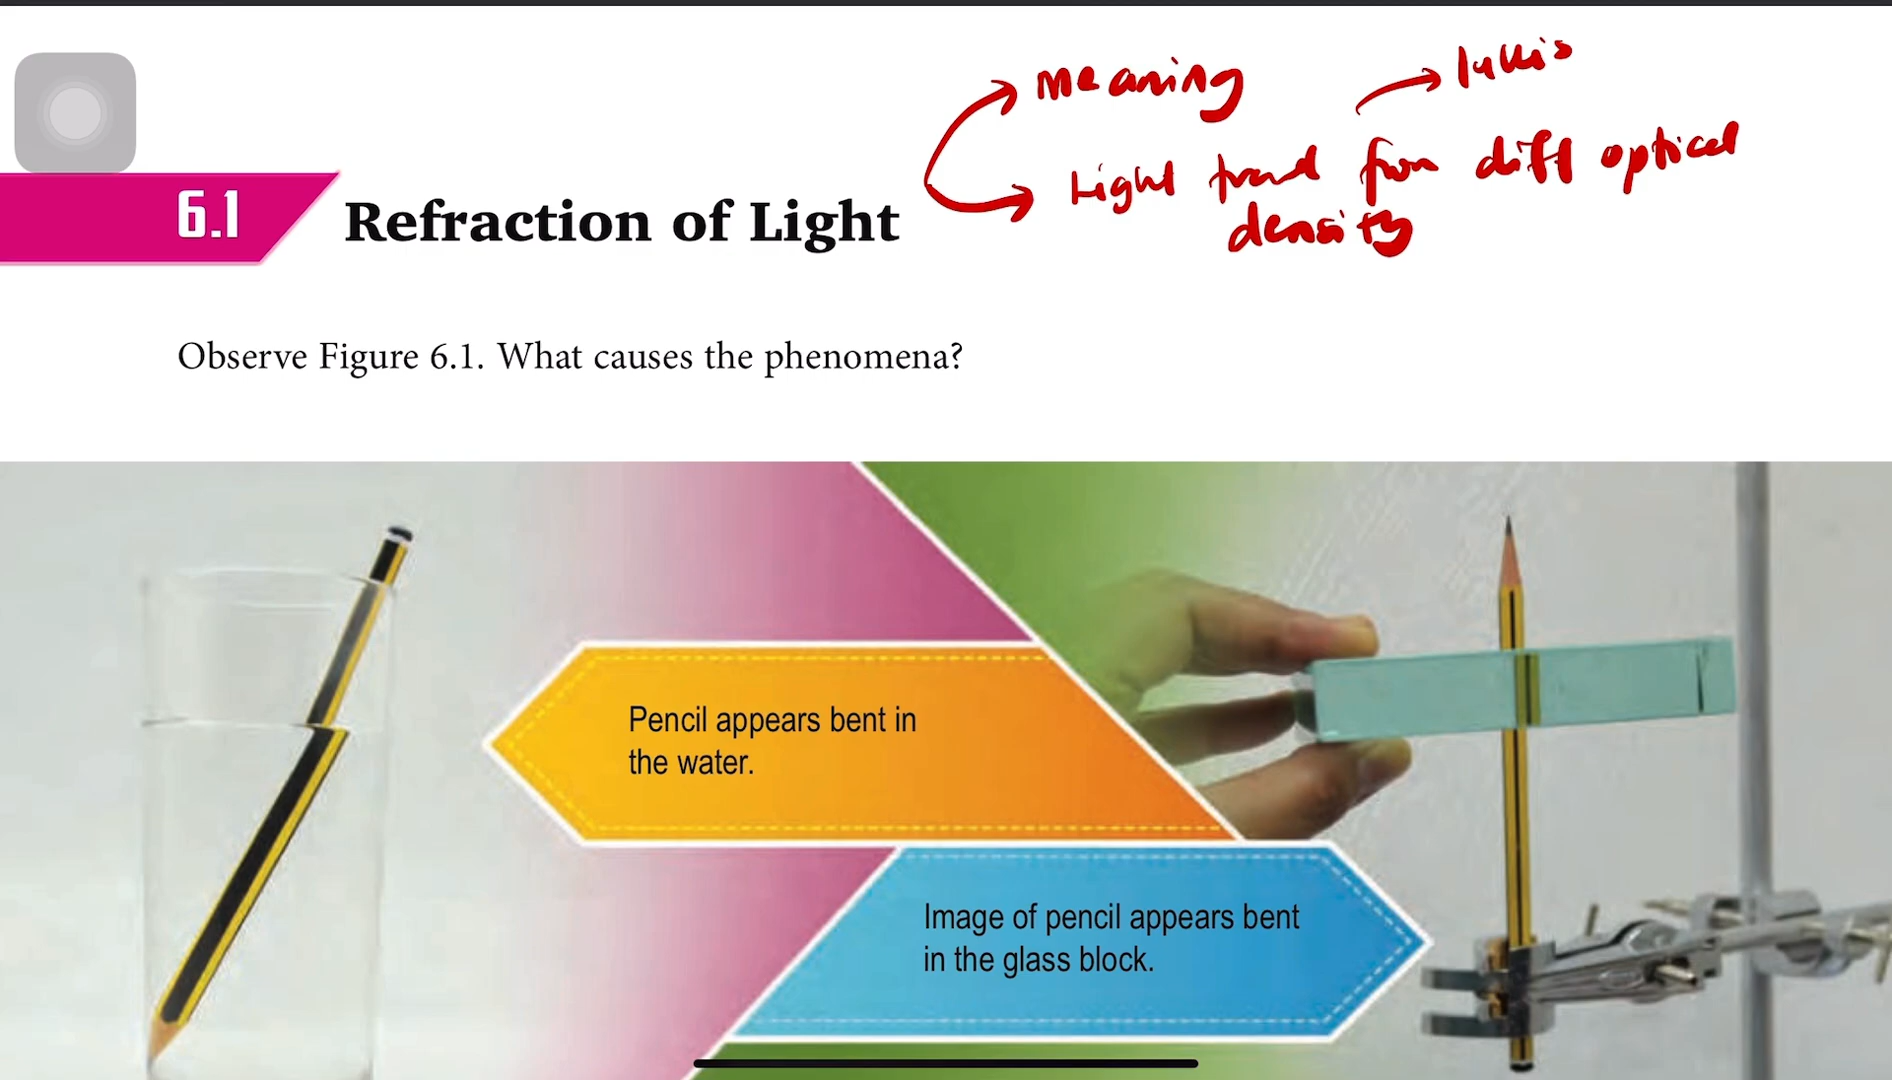 meaning
Light travel from diff optical
density
6.1 Refraction of Light
Observe Figure 6.1. What causes the phenomena?
Pencil appears bent in
the water.
Image of pencil appears bent
in the glass block.